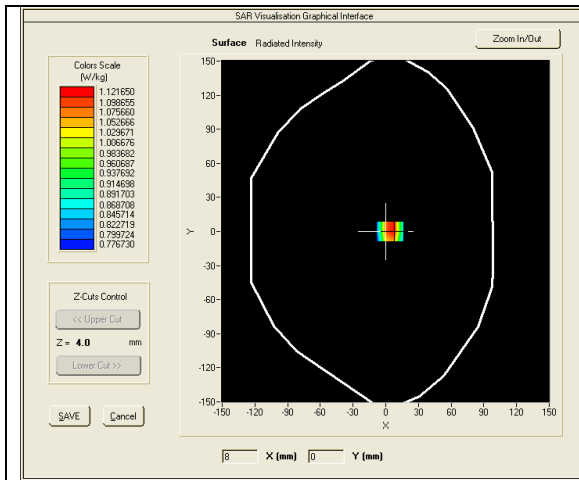 SAR Visualisation Graphical Interface
Surface Radiated Intensity
Zoom In/Out
Colors Scale
(W/kg)
1.121650
1.098655
1.075660
1.052666
1.029671
1.006676
0.983682
0.960687
0.937692
0.914698
0.891703
0.868708
0.845714
0.822719
0.799724
0.776730
Z-Cuts Control
<< Upper Cut
Z = 4.0 mm
Lower Cut >>
SAVE
Cancel
150
120
90
60
30
0
-30
-60
-90
-120
-150
Y
-150 -120 -90 -60 -30 0 30 60 90 120 150
X
8 X (mm) 0 Y (mm)